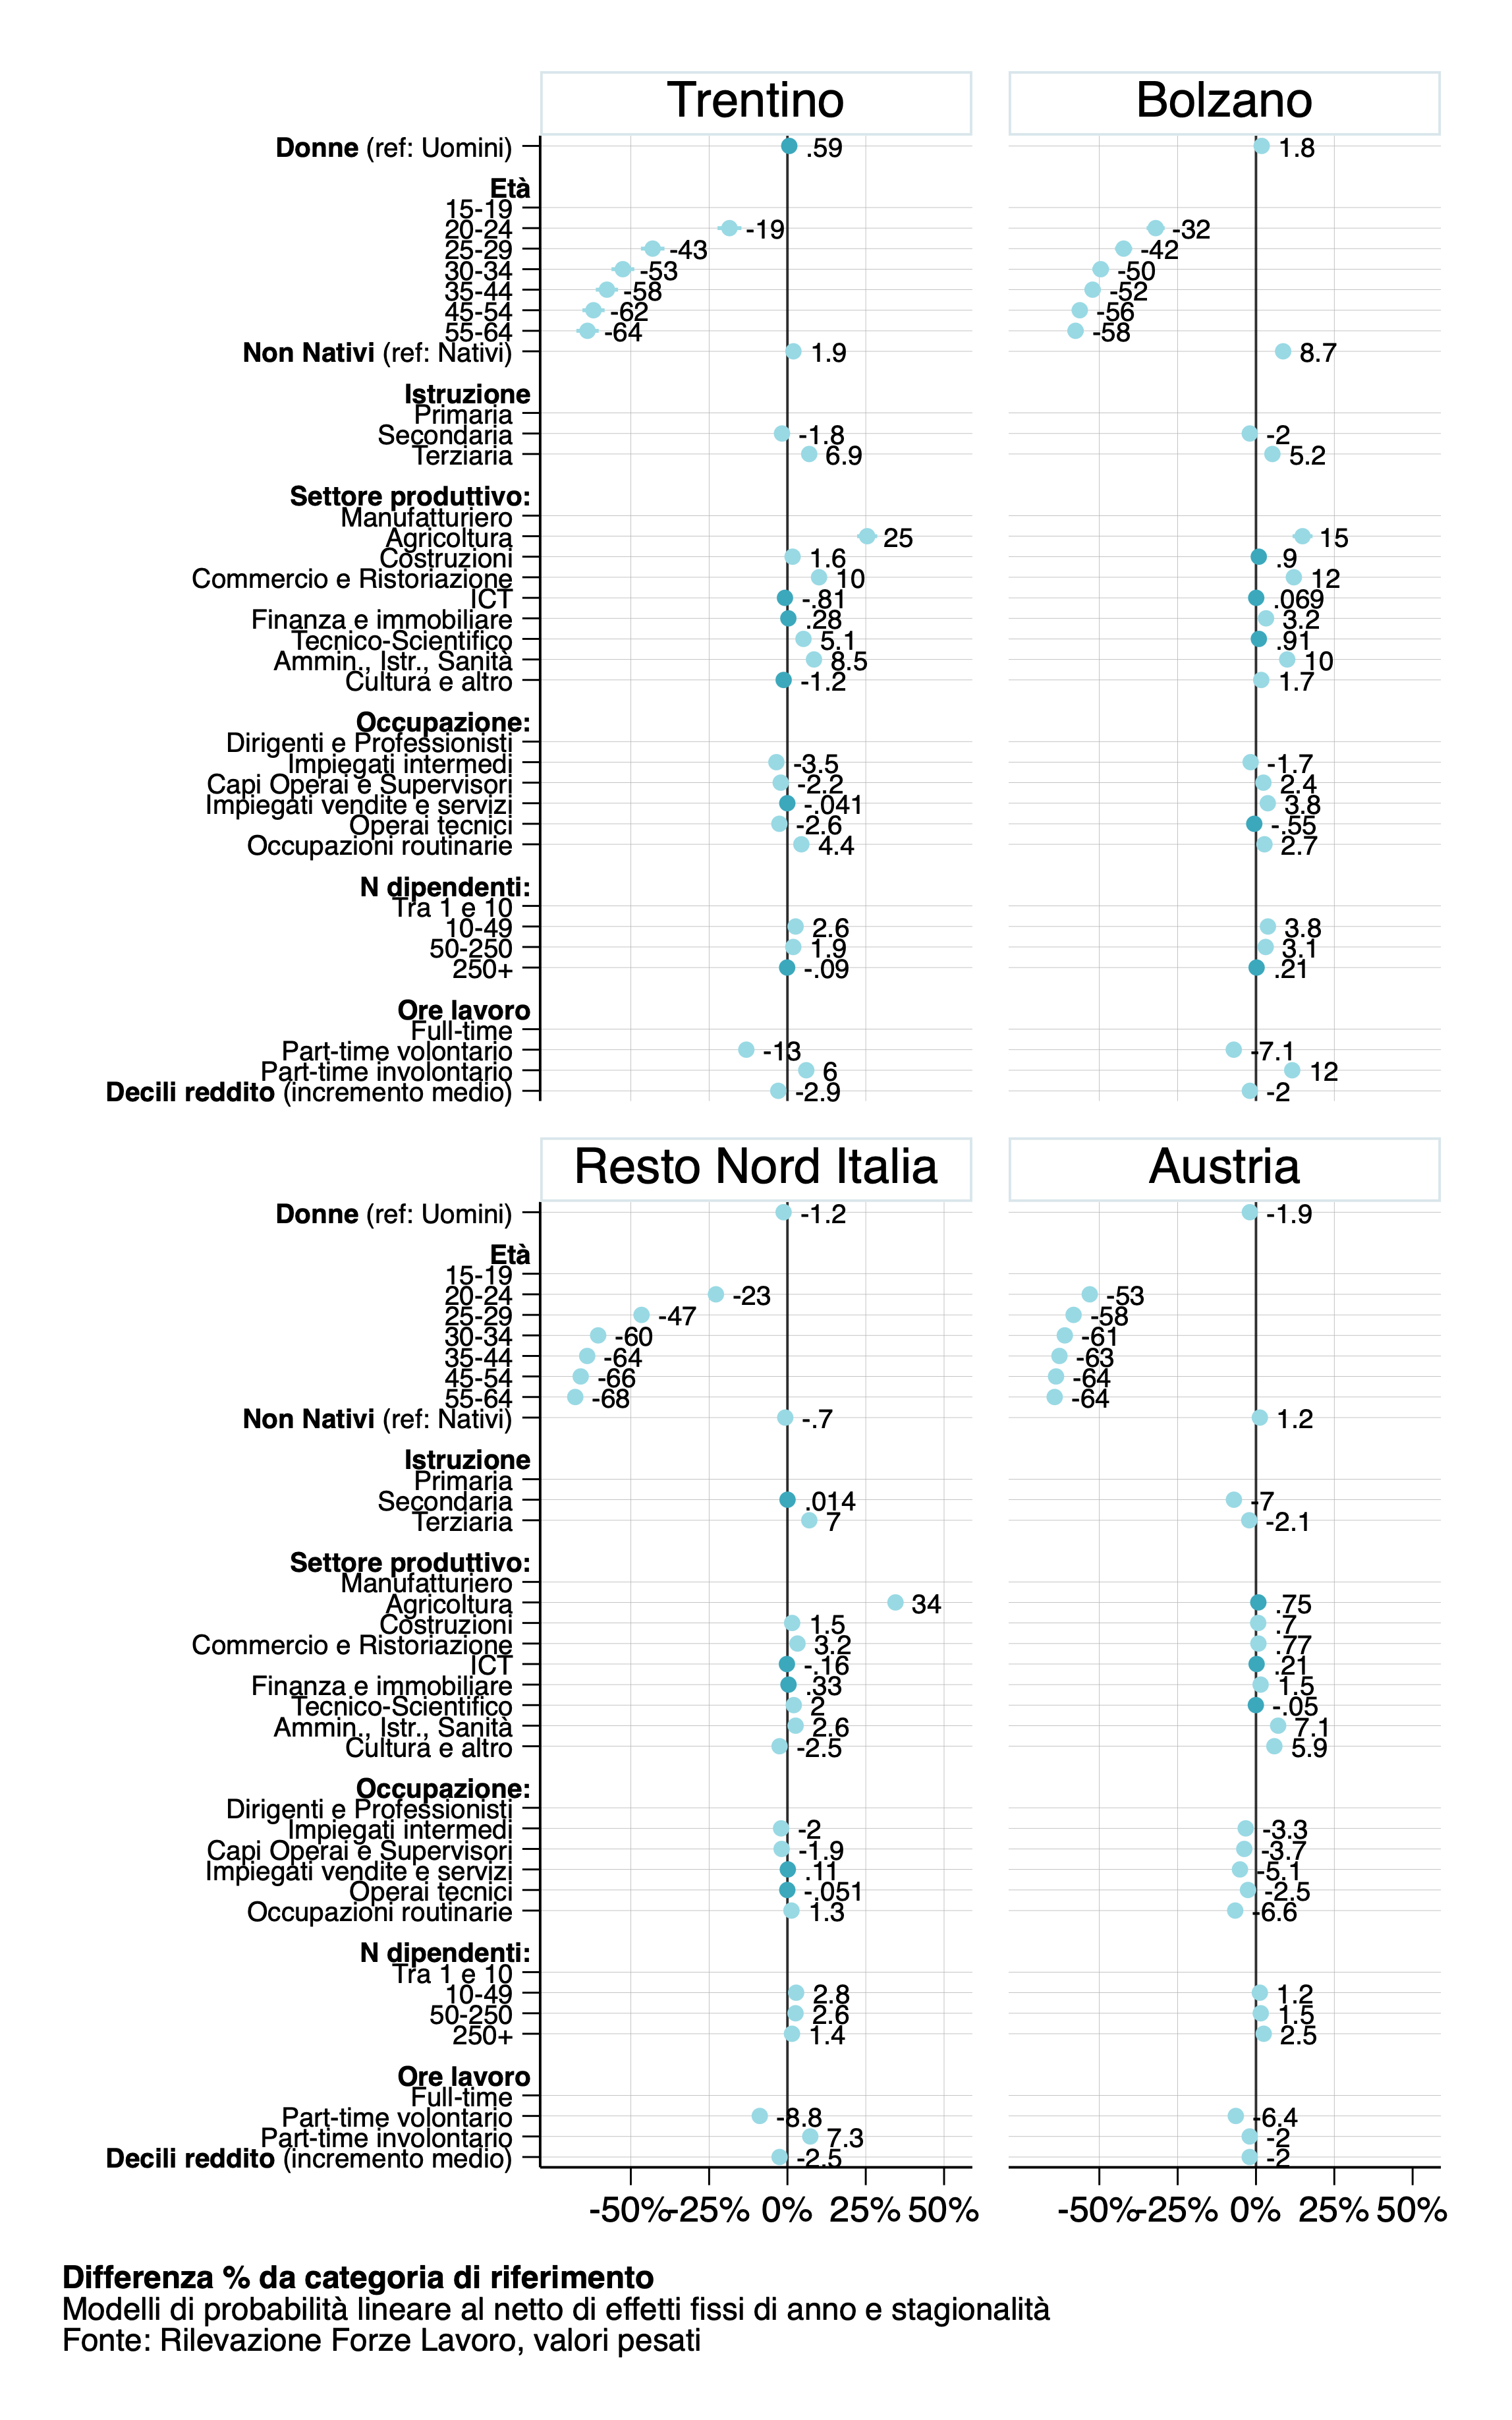 Trentino Bolzano
Donne (ref: Uomini) .59 1.8
Età
15-19
20-24 -19 -32
25-29 -43 -42
30-34 -53 -50
35-44 -58 -52
45-54 -62 -56
55-64 -64 -58
Non Nativi (ref: Nativi) 1.9 8.7
Istruzione
Primaria
Secondaria -1.8 -2
Terziaria 6.9 5.2
Settore produttivo:
Manufatturiero
Agricoltura 25 15
Costruzioni 1.6 .9
Commercio e Ristoriazione 10 12
ICT -.81 .069
Finanza e immobiliare .28 3.2
Tecnico-Scientifico 5.1 .91
Ammin., Istr., Sanità 8.5 10
Cultura e altro -1.2 1.7
Occupazione:
Dirigenti e Professionisti
Impiegati intermedi -3.5 -1.7
Capi Operai e Supervisori -2.2 2.4
Impiegati vendite e servizi -.041 3.8
Operai tecnici -2.6 -.55
Occupazioni routinarie 4.4 2.7
N dipendenti:
Tra 1 e 10
10-49 2.6 3.8
50-250 1.9 3.1
250+ -.09 .21
Ore lavoro
Full-time
Part-time volontario -13 -7.1
Part-time involontario 6 12
Decili reddito (incremento medio) -2.9 -2
Resto Nord Italia Austria
Donne (ref: Uomini) -1.2 -1.9
Età
15-19
20-24 -23 -53
25-29 -47 -58
30-34 -60 -61
35-44 -64 -63
45-54 -66 -64
55-64 -68 -64
Non Nativi (ref: Nativi) -.7 1.2
Istruzione
Primaria
Secondaria .014 -7
Terziaria 7 -2.1
Settore produttivo:
Manufatturiero
Agricoltura 34 .75
Costruzioni 1.5 .7
Commercio e Ristoriazione 3.2 .77
ICT -.16 .21
Finanza e immobiliare .33 1.5
Tecnico-Scientifico 2 -.05
Ammin., Istr., Sanità 2.6 7.1
Cultura e altro -2.5 5.9
Occupazione:
Dirigenti e Professionisti
Impiegati intermedi -2 -3.3
Capi Operai e Supervisori -1.9 -3.7
Impiegati vendite e servizi .11 -5.1
Operai tecnici -.051 -2.5
Occupazioni routinarie 1.3 -6.6
N dipendenti:
Tra 1 e 10
10-49 2.8 1.2
50-250 2.6 1.5
250+ 1.4 2.5
Ore lavoro
Full-time
Part-time volontario -8.8 -6.4
Part-time involontario 7.3 -2
Decili reddito (incremento medio) -2.5 -2
-50% -25% 0% 25% 50% -50% -25% 0% 25% 50%
Differenza % da categoria di riferimento
Modelli di probabilità lineare al netto di effetti fissi di anno e stagionalità
Fonte: Rilevazione Forze Lavoro, valori pesati